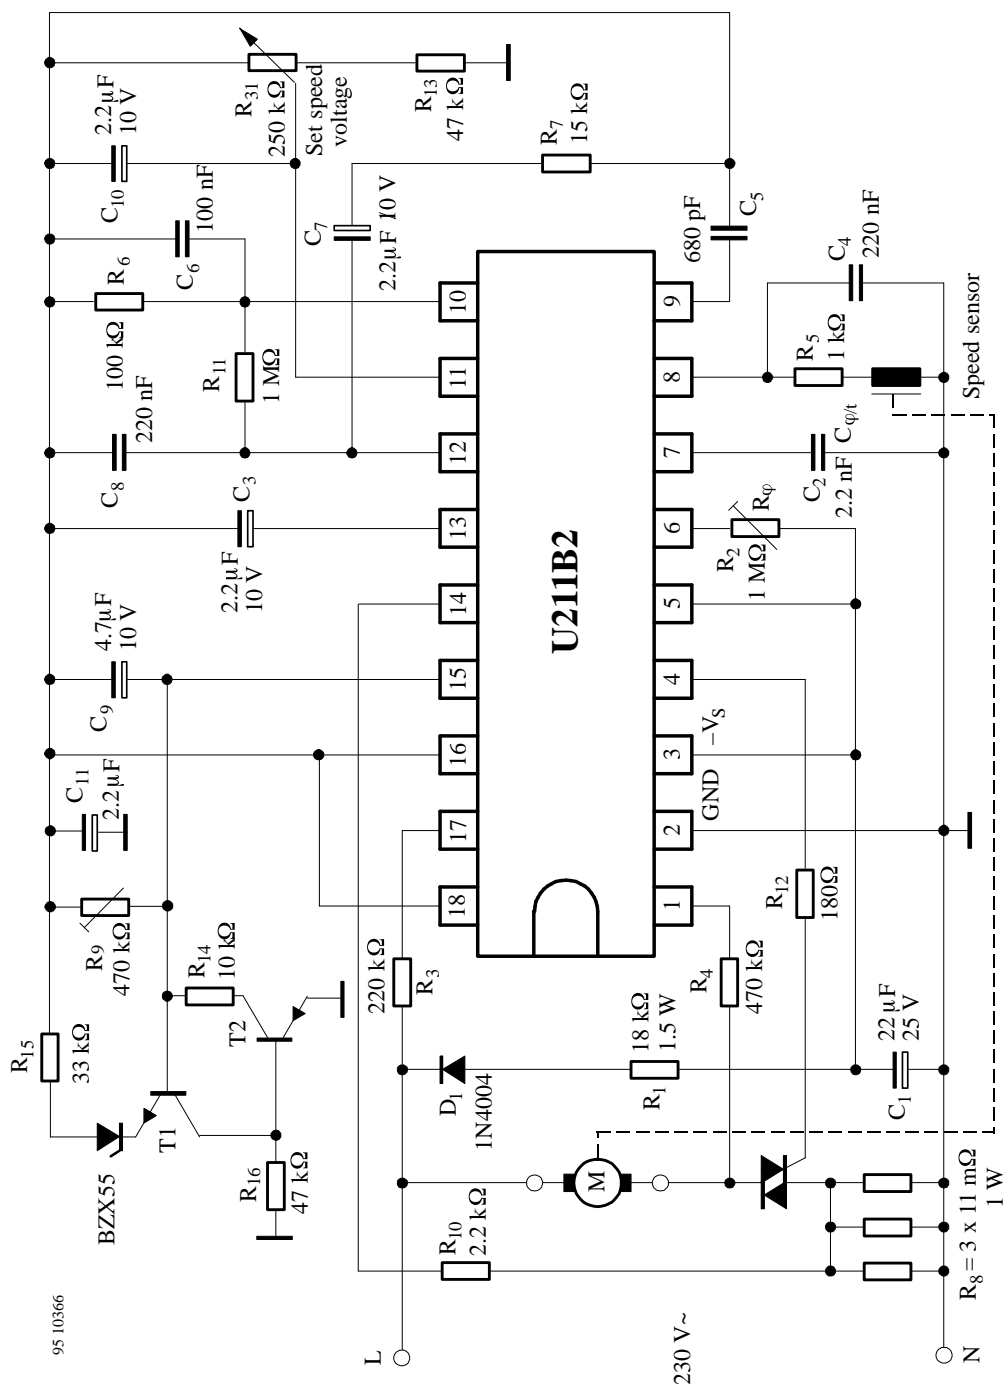 R31
250 kΩ
Set speed
voltage
R13
47 kΩ
2.2µF
10 V
C10
100 nF
C6
C7
2.2µF 10 V
R7
15 kΩ
R6
100 kΩ
R11
1 MΩ
C8
220 nF
C3
2.2µF
10 V
C9
4.7µF
10 V
C11
2.2µF
R9
470 kΩ
R14
10 kΩ
T2
R15
33 kΩ
BZX55
T1
R16
47 kΩ
10
11
12
13
14
15
16
17
18
U211B2
9
8
7
6
5
4
3
2
1
–VS
GND
680 pF
C5
C4
220 nF
R5
1 kΩ
Speed sensor
Cφ/t
C2
2.2 nF
Rφ
R2
1 MΩ
R12
180Ω
220 kΩ
R3
R4
470 kΩ
D1
1N4004
18 kΩ
1.5 W
R1
22 µF
25 V
C1
M
R10
2.2 kΩ
R8 = 3 x 11 mΩ
1 W
L
230 V~
N
95 10366